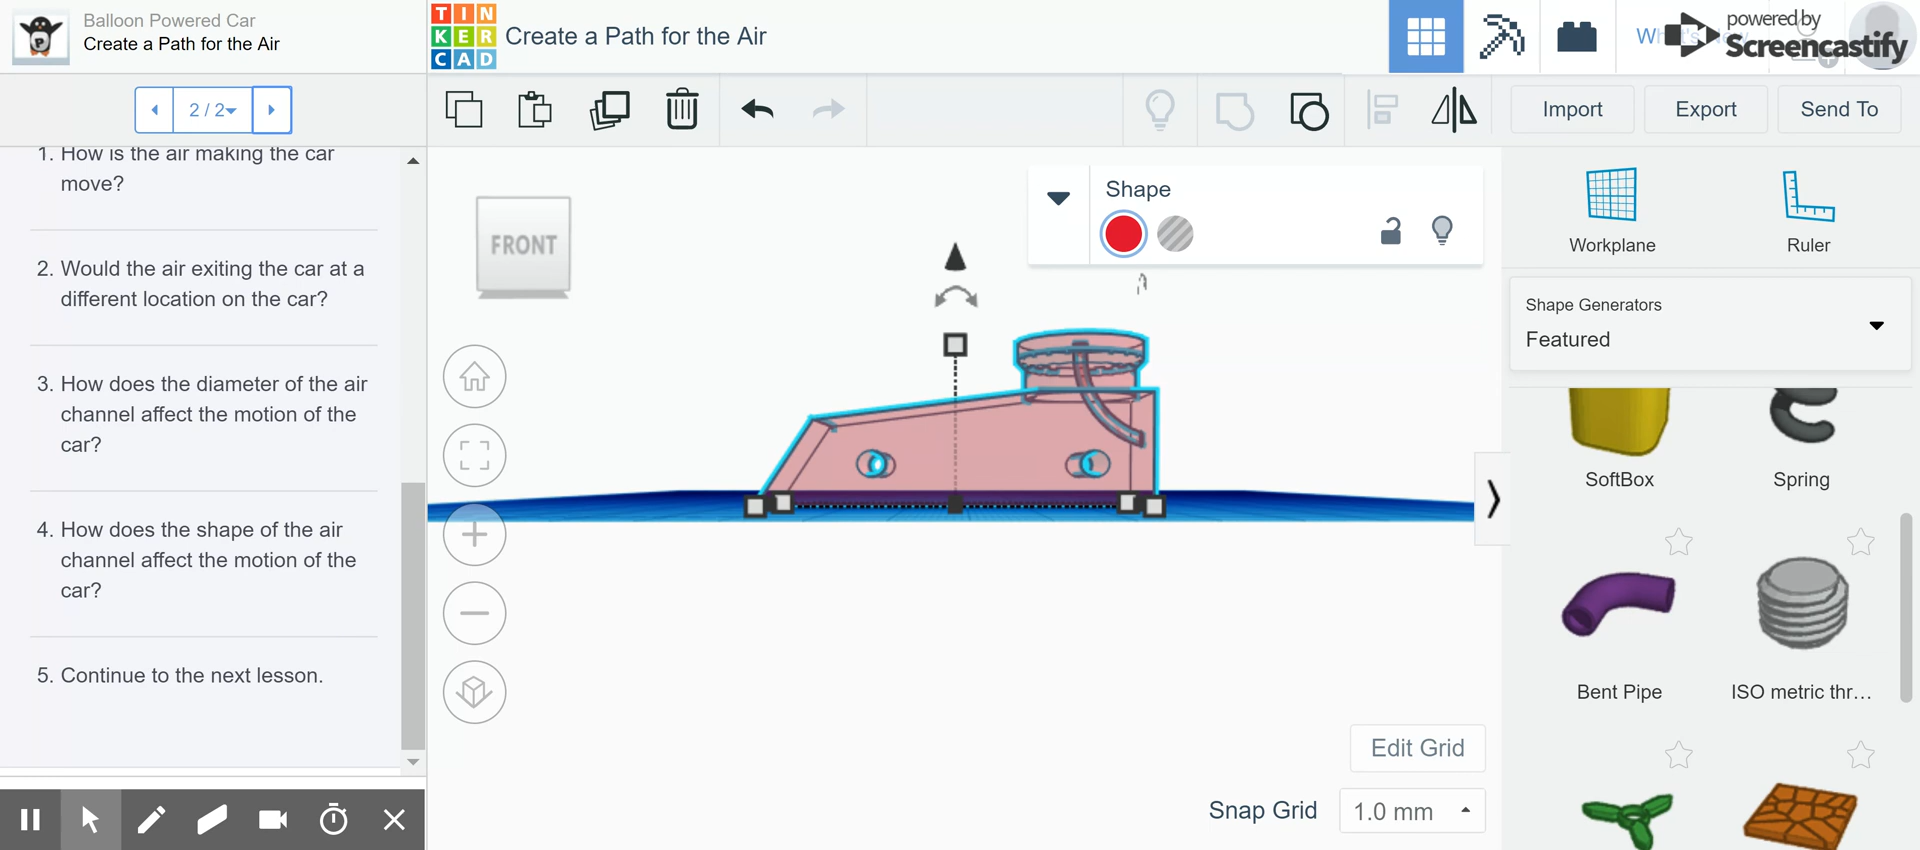 Balloon Powered Car
Create a Path for the Air
2 / 2
1. How is the air making the car
move?
2. Would the air exiting the car at a
different location on the car?
3. How does the diameter of the air
channel affect the motion of the
car?
4. How does the shape of the air
channel affect the motion of the
car?
5. Continue to the next lesson.
TIN
KER
CAD
Create a Path for the Air
powered by
Screencastify
Import
Export
Send To
FRONT
Shape
Workplane
Ruler
Shape Generators
Featured
SoftBox
Spring
Bent Pipe
ISO metric thr...
Edit Grid
Snap Grid
1.0 mm